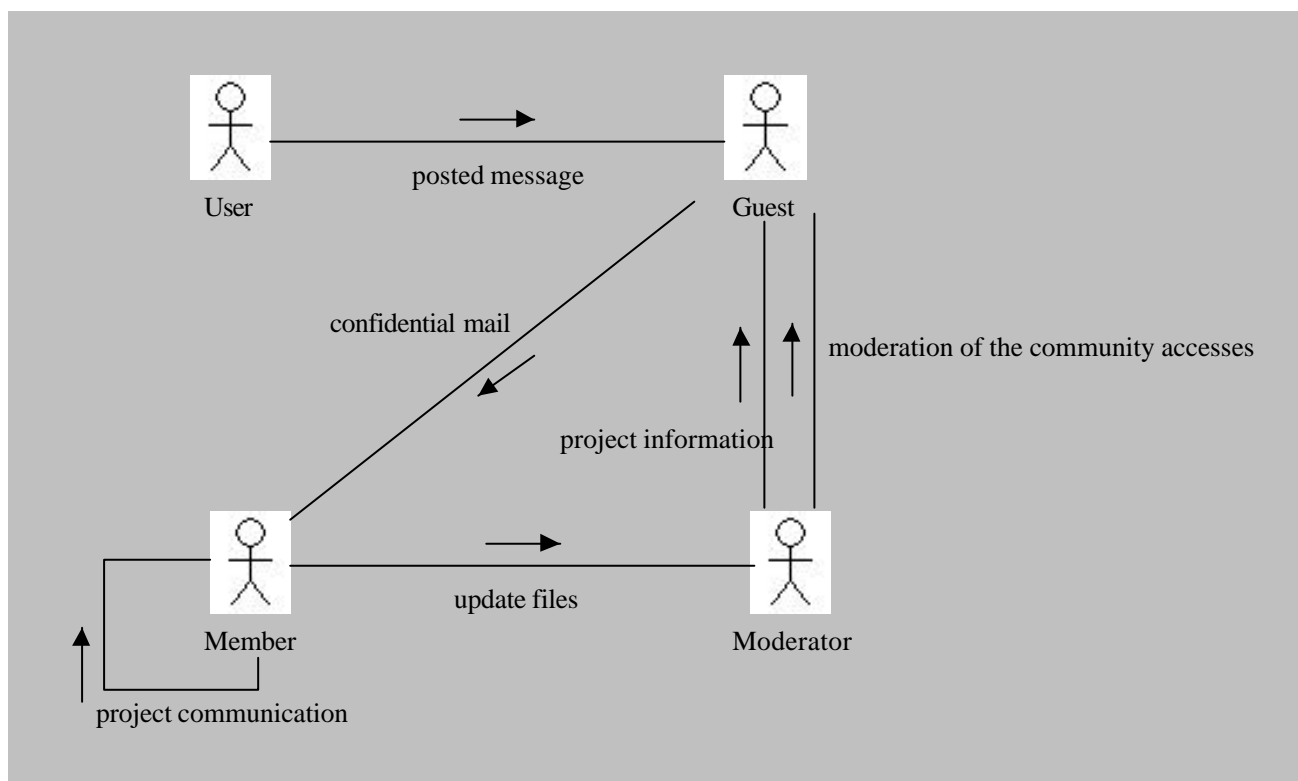 User
Guest
posted message
confidential mail
moderation of the community accesses
project information
update files
Member
Moderator
project communication